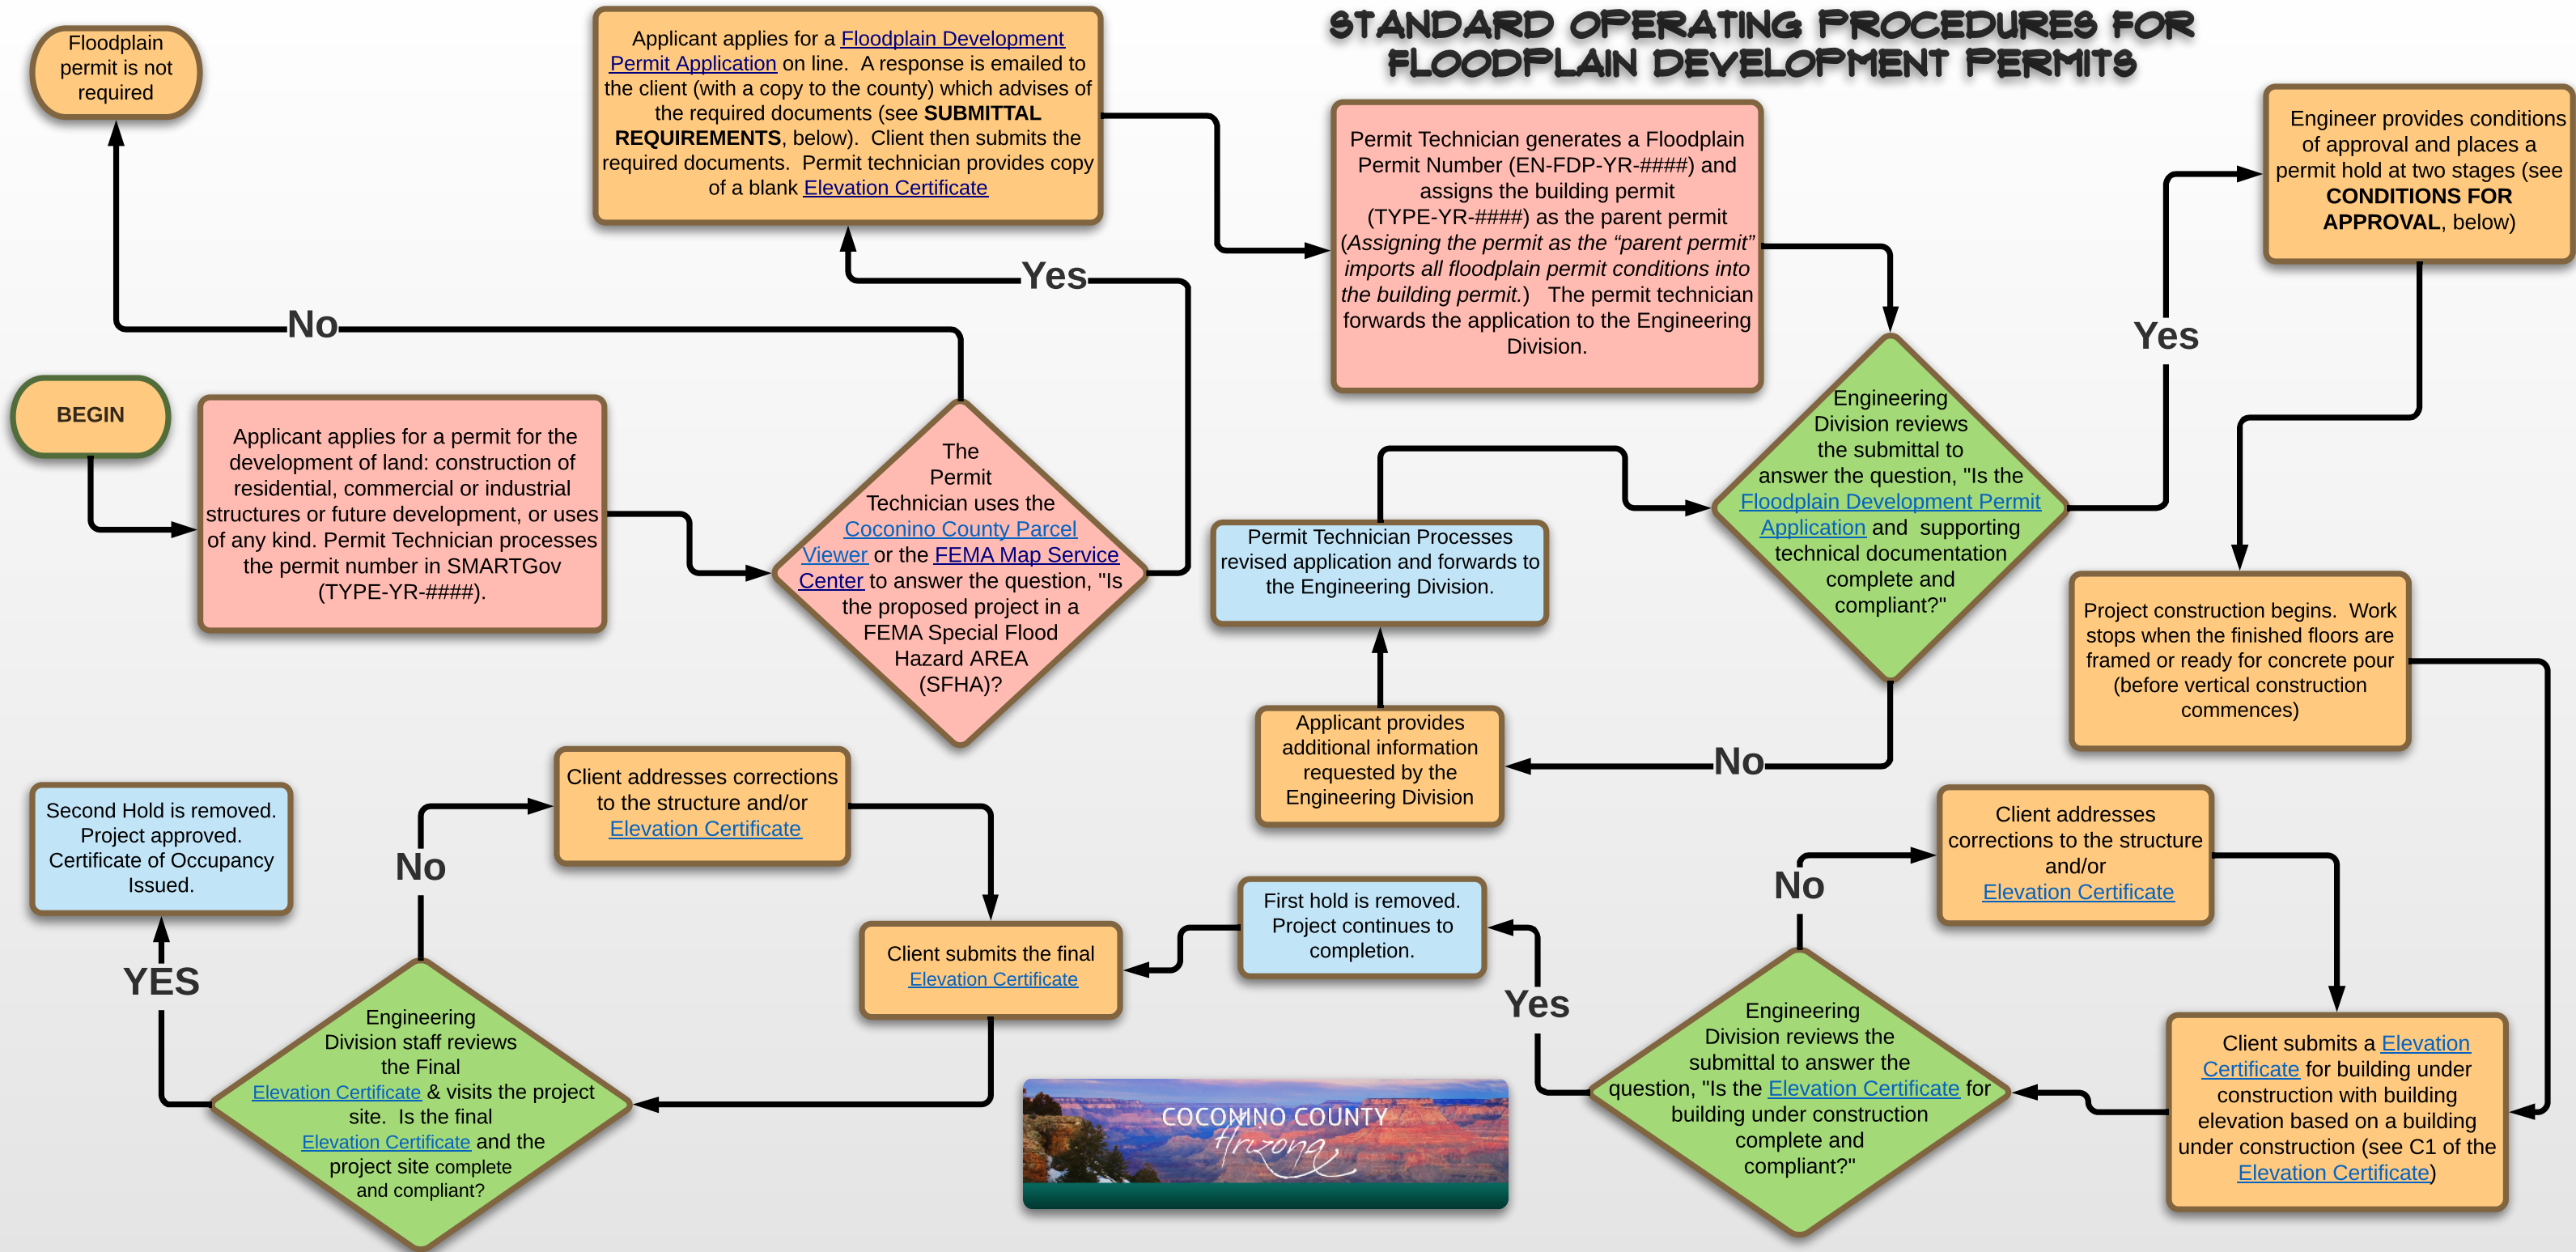 STANDARD OPERATING PROCEDURES FOR
FLOODPLAIN DEVELOPMENT PERMITS
Floodplain
permit is not
required
Applicant applies for a Floodplain Development
Permit Application on line.  A response is emailed to
the client (with a copy to the county) which advises of
the required documents (see SUBMITTAL
REQUIREMENTS, below).  Client then submits the
required documents.  Permit technician provides copy
of a blank Elevation Certificate
Permit Technician generates a Floodplain
Permit Number (EN-FDP-YR-####) and
assigns the building permit
(TYPE-YR-####) as the parent permit
(Assigning the permit as the “parent permit”
imports all floodplain permit conditions into
the building permit.)   The permit technician
forwards the application to the Engineering
Division.
Engineer provides conditions
of approval and places a
permit hold at two stages (see
CONDITIONS FOR
APPROVAL, below)
Yes
No
Yes
BEGIN
Applicant applies for a permit for the
development of land: construction of
residential, commercial or industrial
structures or future development, or uses
of any kind. Permit Technician processes
the permit number in SMARTGov
(TYPE-YR-####).
The
Permit
Technician uses the
Coconino County Parcel
Viewer or the FEMA Map Service
Center to answer the question, "Is
the proposed project in a
FEMA Special Flood
Hazard AREA
(SFHA)?
Permit Technician Processes
revised application and forwards to
the Engineering Division.
Engineering
Division reviews
the submittal to
answer the question, "Is the
Floodplain Development Permit
Application and  supporting
technical documentation
complete and
compliant?"
Project construction begins.  Work
stops when the finished floors are
framed or ready for concrete pour
(before vertical construction
commences)
Applicant provides
additional information
requested by the
Engineering Division
No
Second Hold is removed.
Project approved.
Certificate of Occupancy
Issued.
No
Client addresses corrections
to the structure and/or
Elevation Certificate
Client addresses
corrections to the structure
and/or
Elevation Certificate
No
First hold is removed.
Project continues to
completion.
Client submits the final
Elevation Certificate
YES
Yes
Engineering
Division staff reviews
the Final
Elevation Certificate & visits the project
site.  Is the final
Elevation Certificate and the
project site complete
and compliant?
COCONINO COUNTY
Arizona
Engineering
Division reviews the
submittal to answer the
question, "Is the Elevation Certificate for
building under construction
complete and
compliant?"
Client submits a Elevation
Certificate for building under
construction with building
elevation based on a building
under construction (see C1 of the
Elevation Certificate)